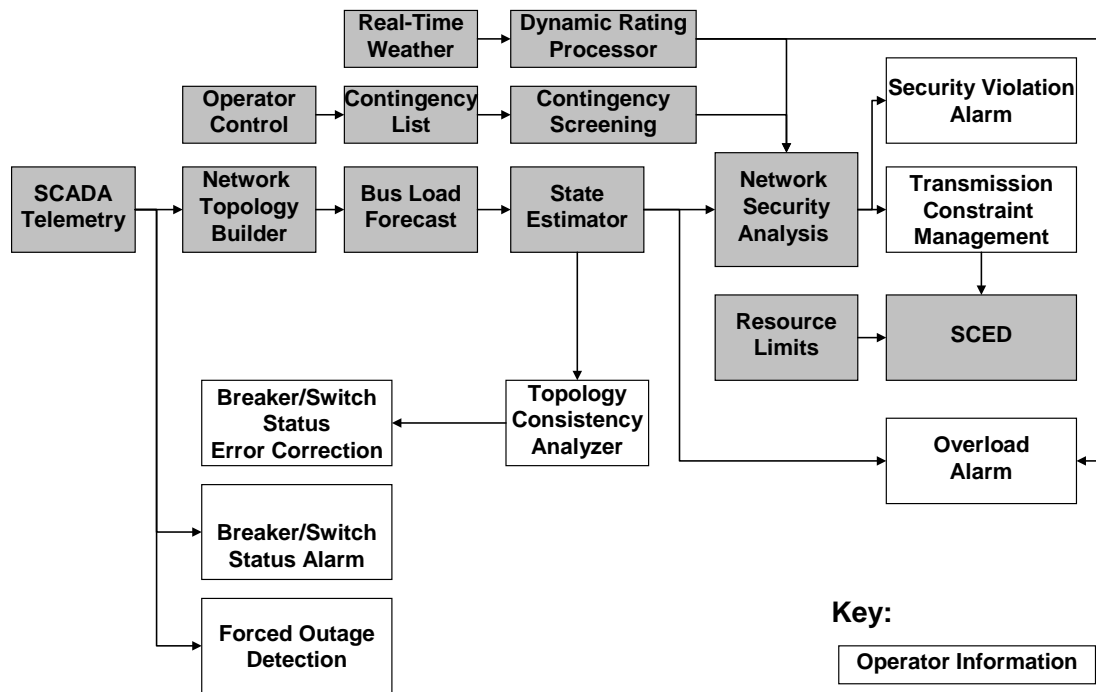 Real-Time
Weather
Dynamic Rating
Processor
Operator
Control
Contingency
List
Contingency
Screening
Security Violation
Alarm
SCADA
Telemetry
Network
Topology
Builder
Bus Load
Forecast
State
Estimator
Network
Security
Analysis
Transmission
Constraint
Management
Resource
Limits
SCED
Breaker/Switch
Status
Error Correction
Topology
Consistency
Analyzer
Overload
Alarm
Breaker/Switch
Status Alarm
Forced Outage
Detection
Key:
Operator Information